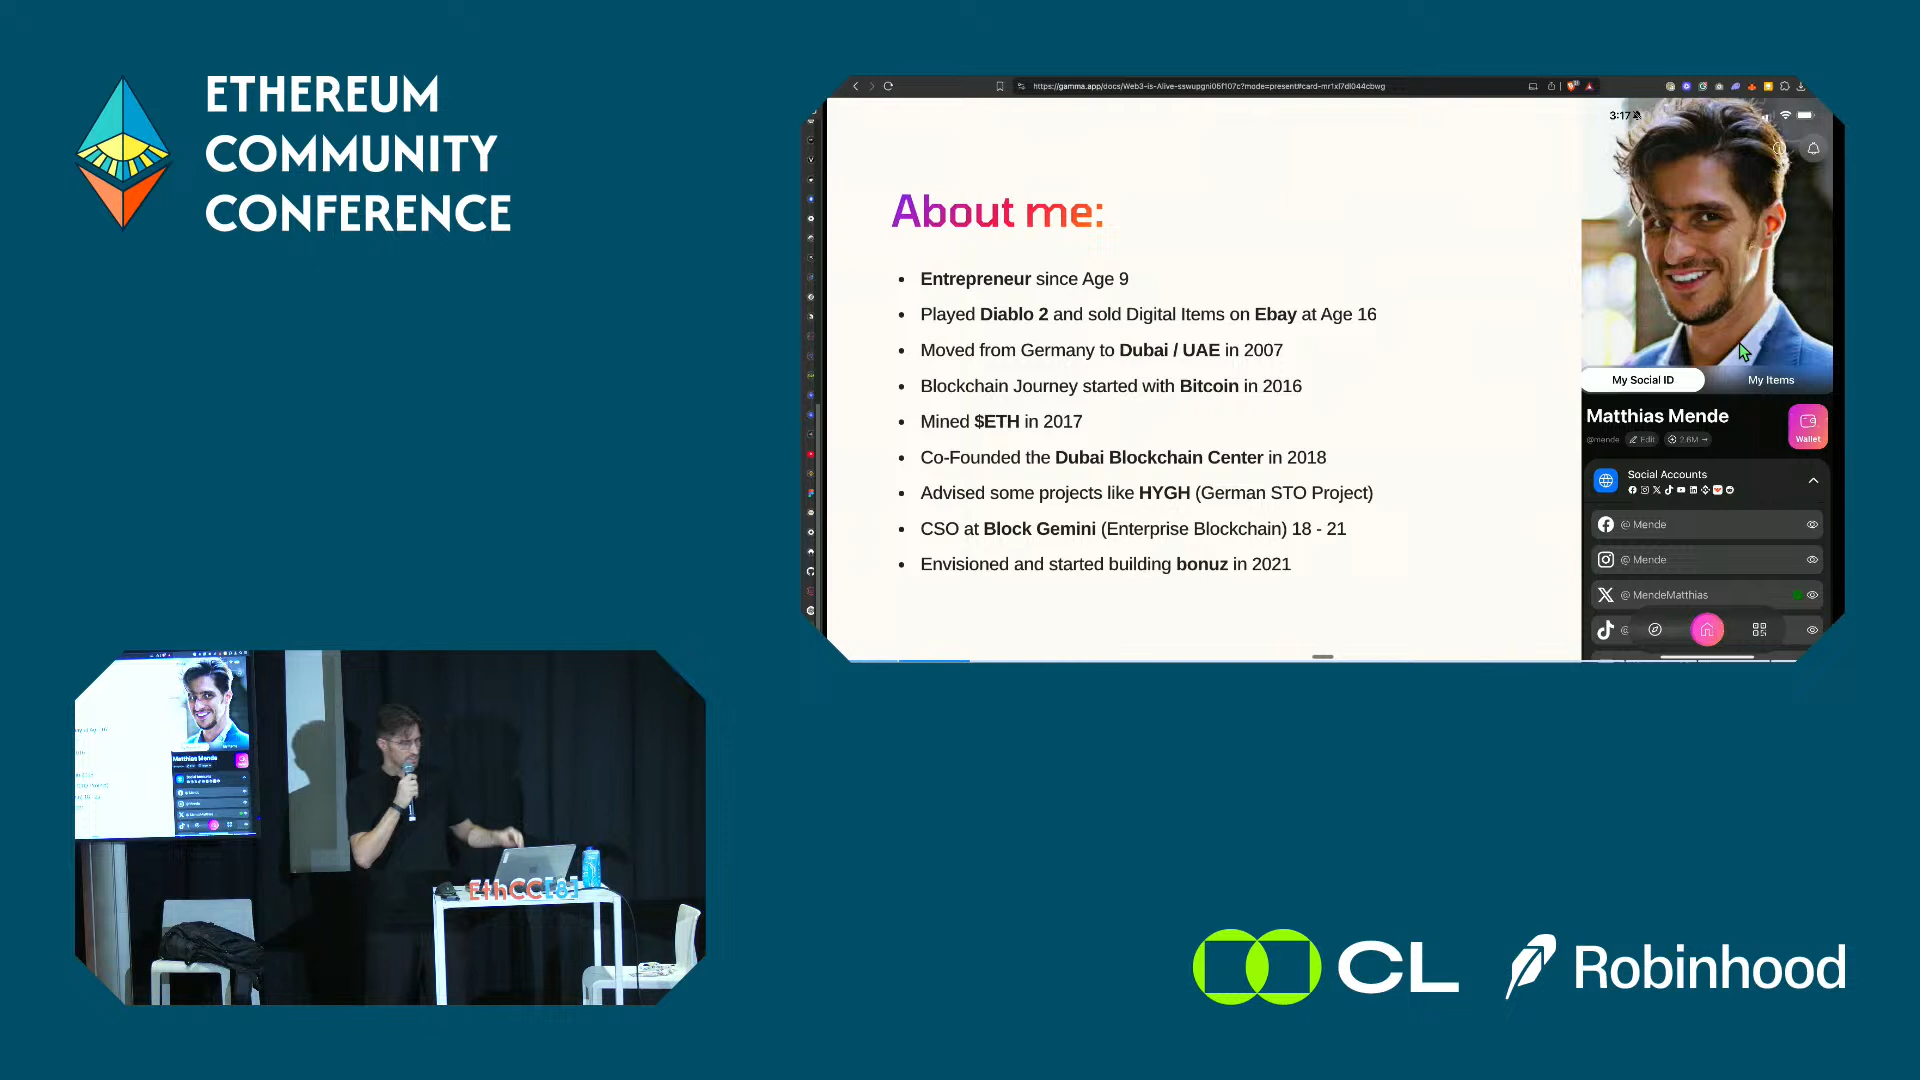 ETHEREUM
COMMUNITY
CONFERENCE
https://gamma.app/docs/Web3-is-Alive-sswupgni06f107c?mode=present#card-mr1xl7dl044cbwg
3:17
About me:
• Entrepreneur since Age 9
• Played Diablo 2 and sold Digital Items on Ebay at Age 16
• Moved from Germany to Dubai / UAE in 2007
• Blockchain Journey started with Bitcoin in 2016
• Mined $ETH in 2017
• Co-Founded the Dubai Blockchain Center in 2018
• Advised some projects like HYGH (German STO Project)
• CSO at Block Gemini (Enterprise Blockchain) 18 - 21
• Envisioned and started building bonuz in 2021
My Social ID
My Items
Matthias Mende
Wallet
@mende Edit 2.6M →
Social Accounts
@ Mende
@ Mende
@ MendeMatthias
@
Matthias Mende
EthCC[8]
CL
Robinhood